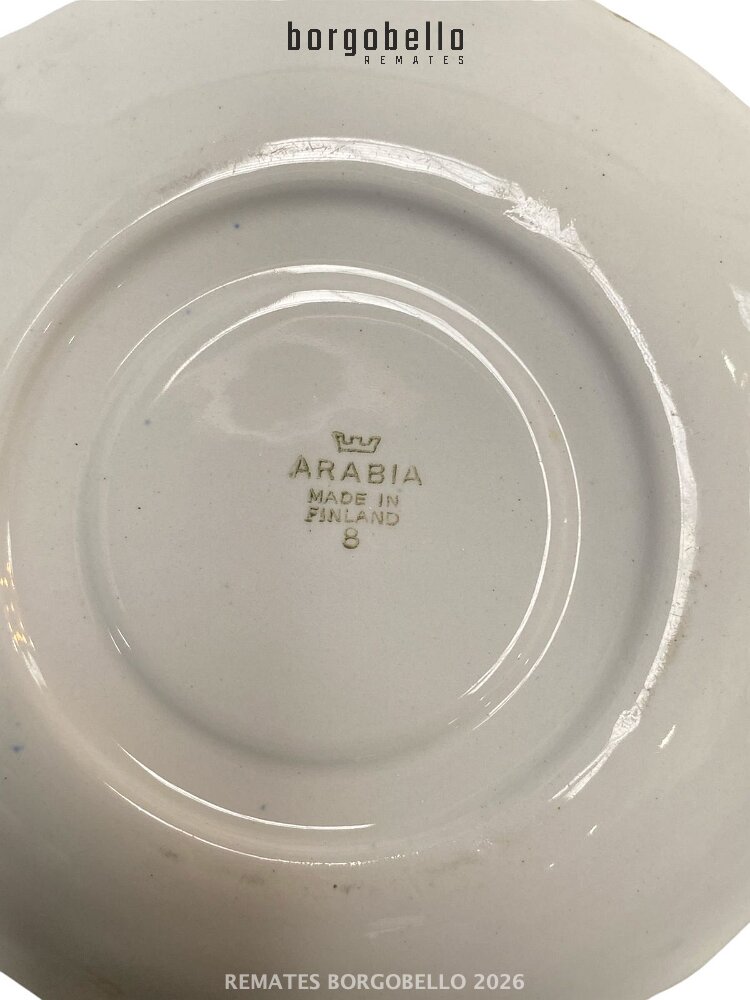 borgobello
REMATES
ARABIA
MADE IN
FINLAND
8
REMATES BORGOBELLO 2026